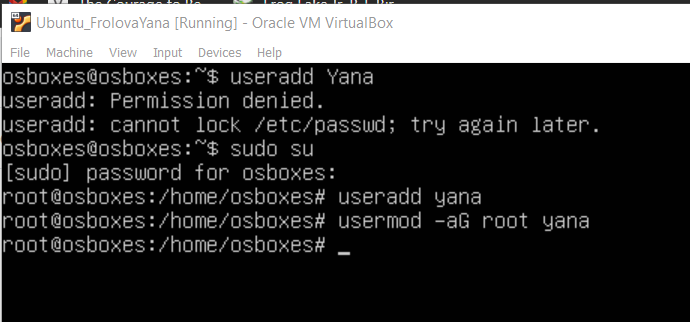 Ubuntu_FrolovaYana [Running] - Oracle VM VirtualBox
File Machine View Input Devices Help
osboxes@osboxes:~$ useradd Yana
useradd: Permission denied.
useradd: cannot lock /etc/passwd; try again later.
osboxes@osboxes:~$ sudo su
[sudo] password for osboxes:
root@osboxes:/home/osboxes# useradd yana
root@osboxes:/home/osboxes# usermod -aG root yana
root@osboxes:/home/osboxes# _